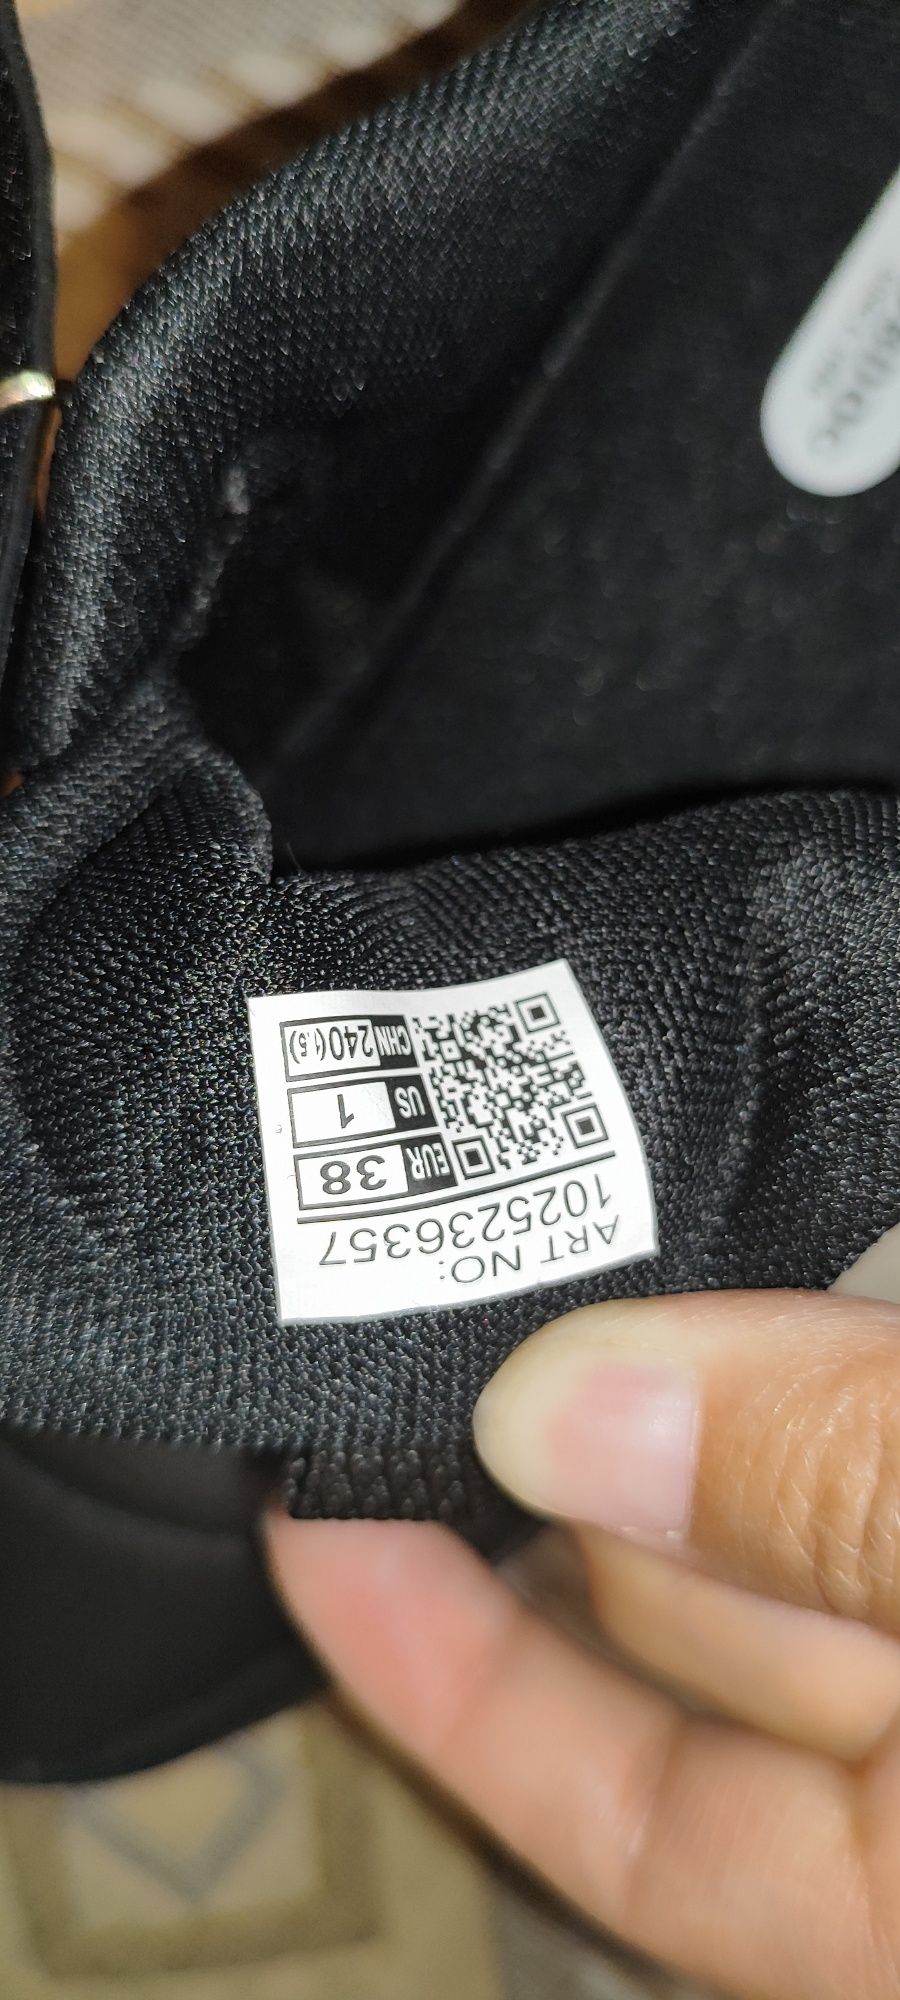 ART NO:
1025236357
EUR 38
US 1
CHN 240(1.5)